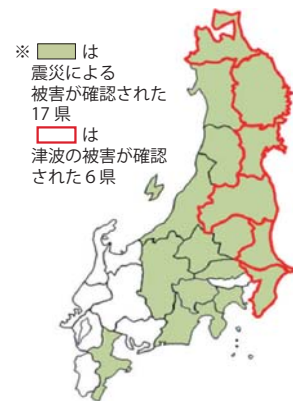 ※ は
震災による
被害が確認された
17 県
は
津波の被害が確認
された６県